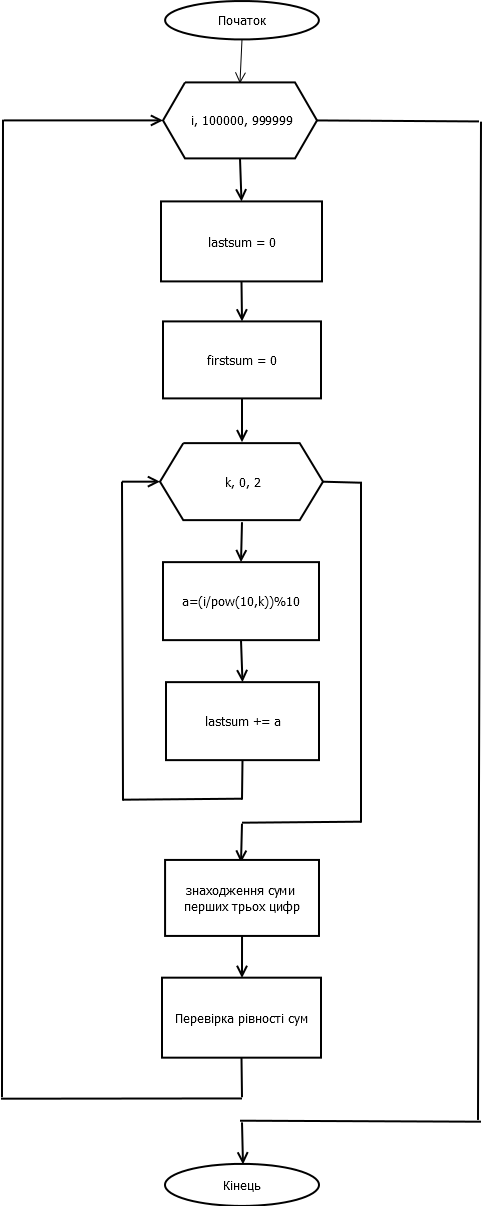 Початок
i, 100000, 999999
lastsum = 0
firstsum = 0
k, 0, 2
a=(i/pow(10,k))%10
lastsum += a
знаходження суми
перших трьох цифр
Перевірка рівності сум
Кінець